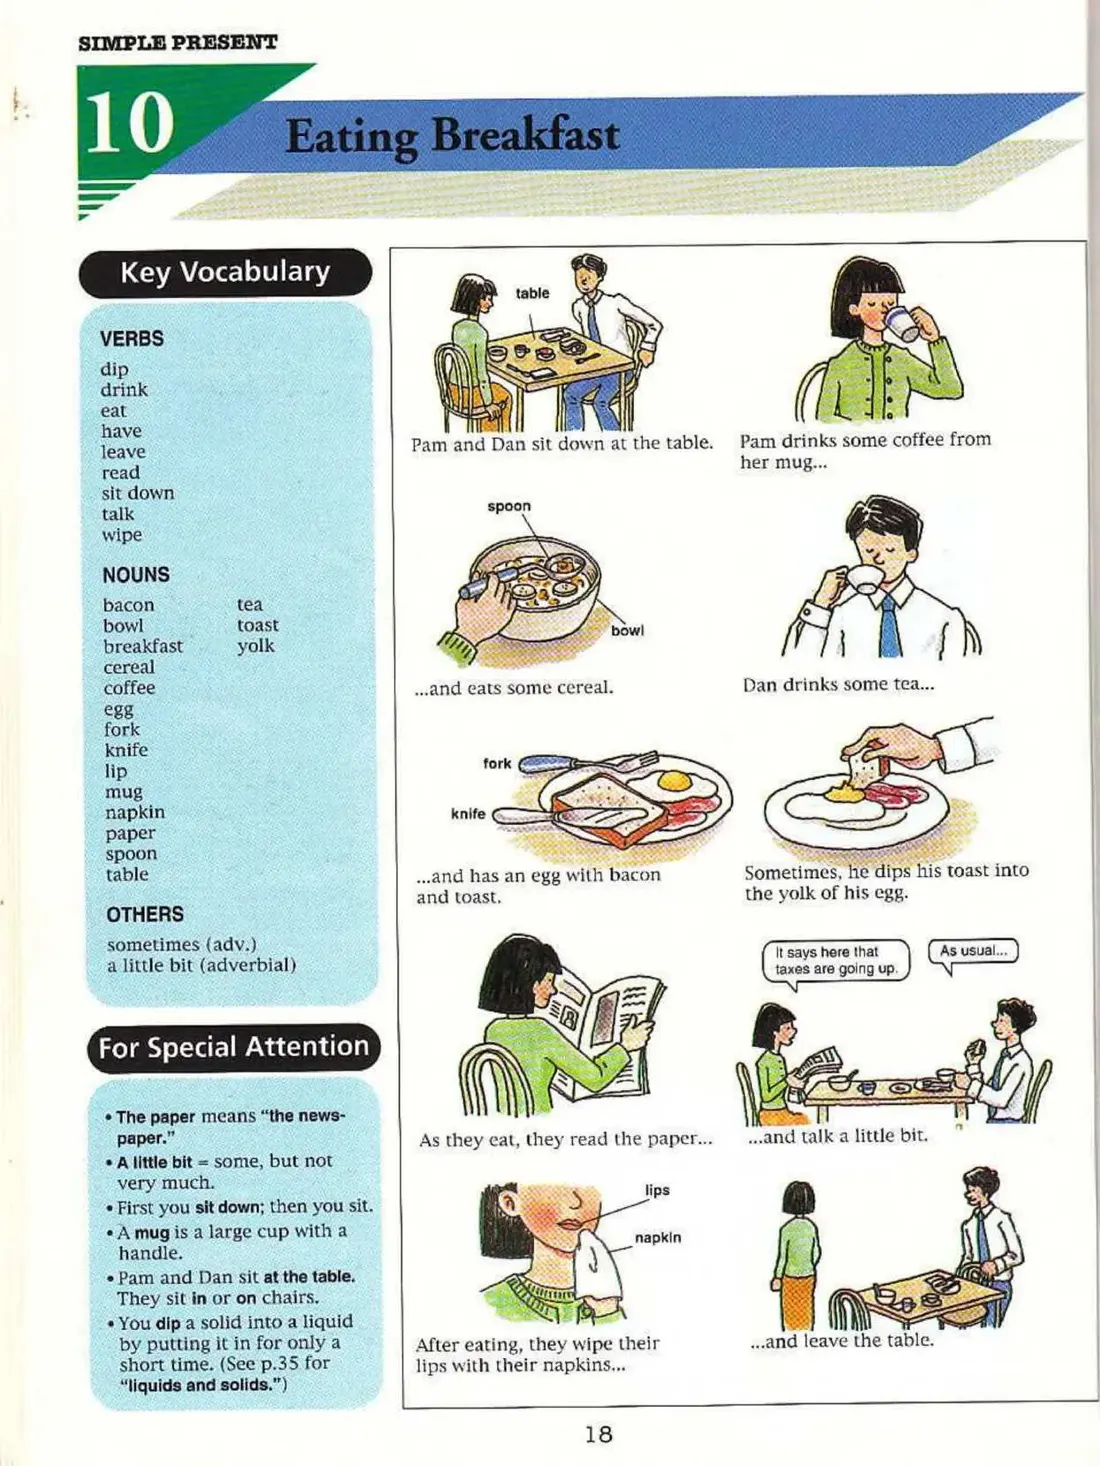 SIMPLE PRESENT
10
Eating Breakfast
Key Vocabulary
VERBS
dip
drink
eat
have
leave
read
sit down
talk
wipe
NOUNS
bacon
bowl
breakfast
cereal
coffee
egg
fork
knife
lip
mug
napkin
paper
spoon
table
tea
toast
yolk
OTHERS
sometimes (adv.)
a little bit (adverbial)
For Special Attention
• The paper means "the news-
paper."
• A little bit = some, but not
very much.
• First you sit down; then you sit.
• A mug is a large cup with a
handle.
• Pam and Dan sit at the table.
They sit in or on chairs.
• You dip a solid into a liquid
by putting it in for only a
short time. (See p.35 for
"liquids and solids.")
table
Pam and Dan sit down at the table.
Pam drinks some coffee from
her mug...
spoon
bowl
...and eats some cereal.
Dan drinks some tea...
fork
knife
...and has an egg with bacon
and toast.
Sometimes, he dips his toast into
the yolk of his egg.
As they eat, they read the paper...
It says here that
taxes are going up.
As usual...
...and talk a little bit.
lips
napkin
After eating, they wipe their
lips with their napkins...
...and leave the table.
18